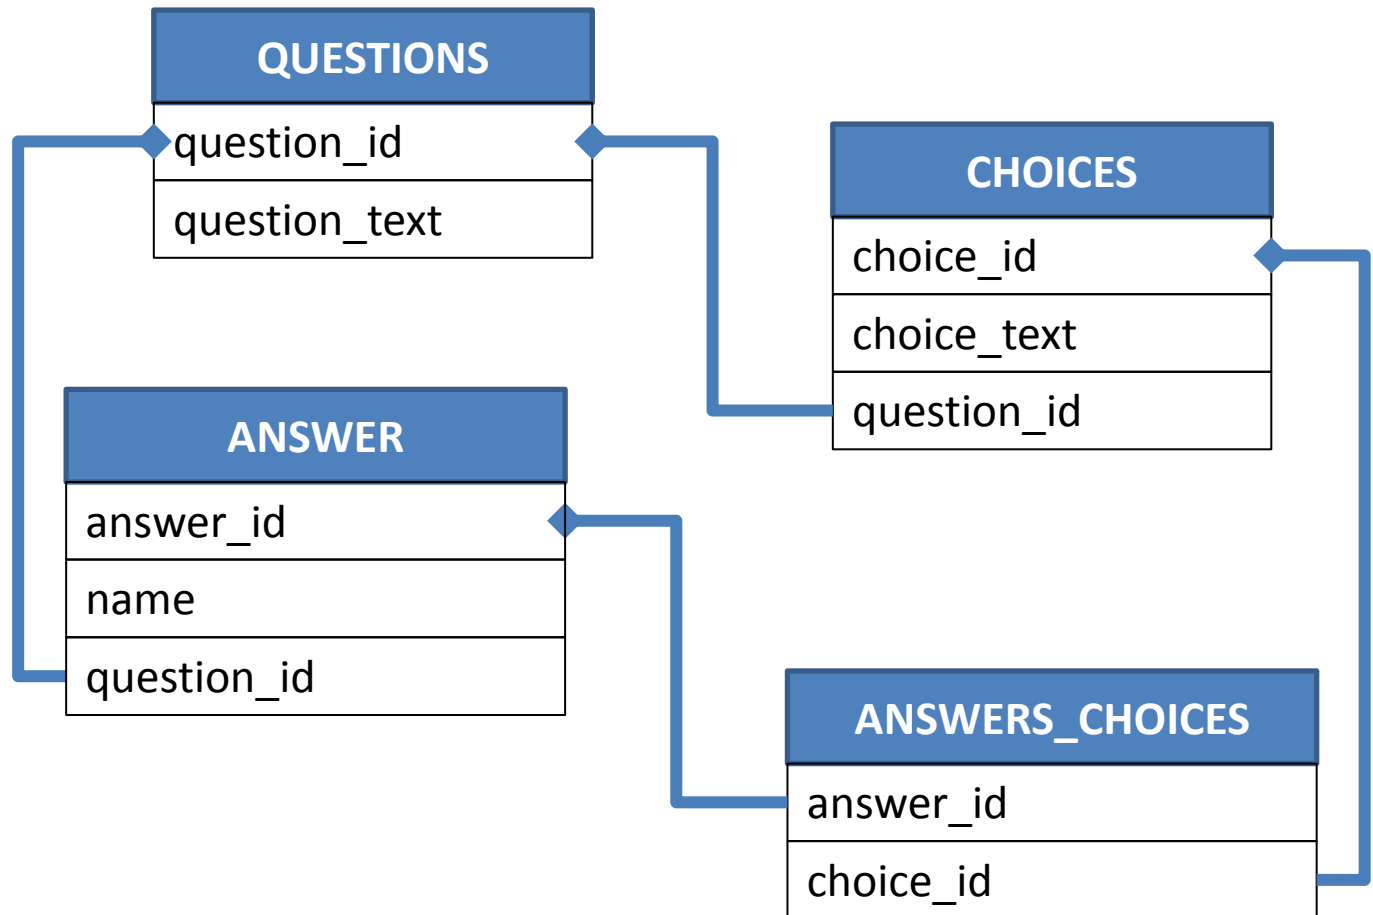 QUESTIONS
question_id
question_text
CHOICES
choice_id
choice_text
question_id
ANSWER
answer_id
name
question_id
ANSWERS_CHOICES
answer_id
choice_id